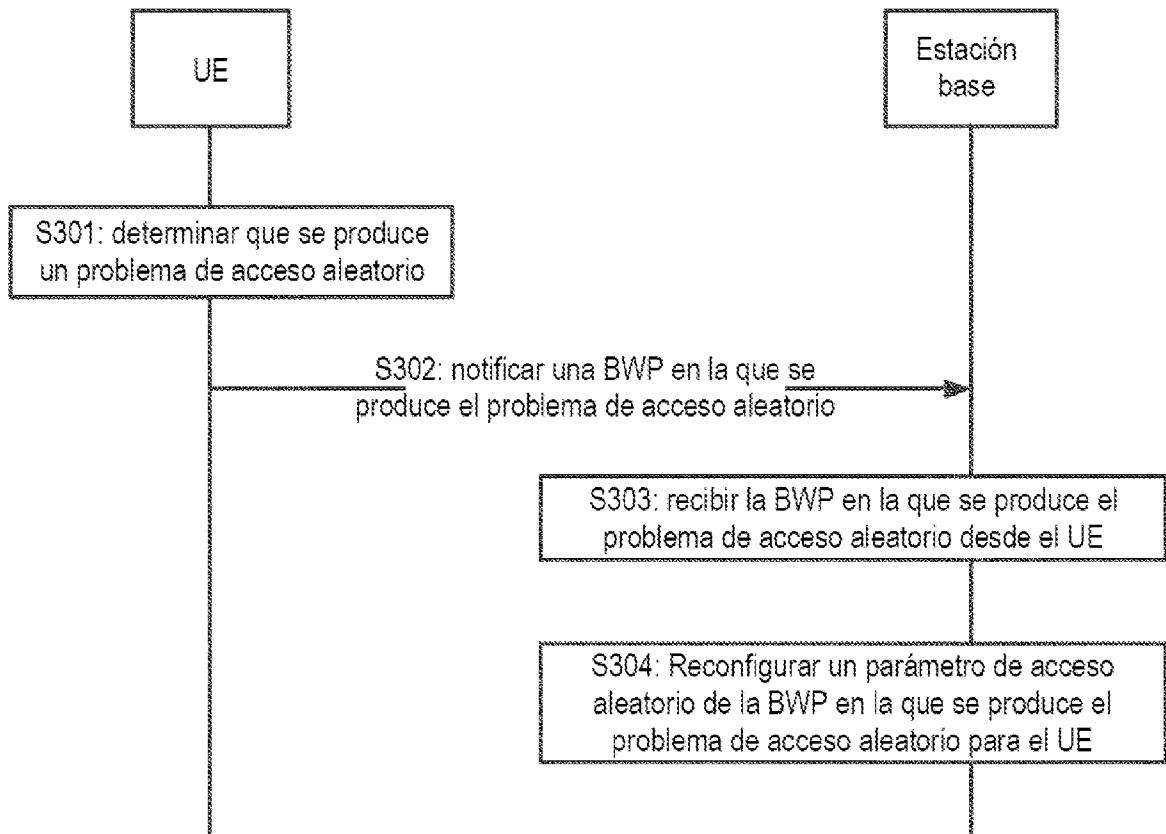 UE
Estación
base
S301: determinar que se produce
un problema de acceso aleatorio
S302: notificar una BWP en la que se
produce el problema de acceso aleatorio
S303: recibir la BWP en la que se produce el
problema de acceso aleatorio desde el UE
S304: Reconfigurar un parámetro de acceso
aleatorio de la BWP en la que se produce el
problema de acceso aleatorio para el UE